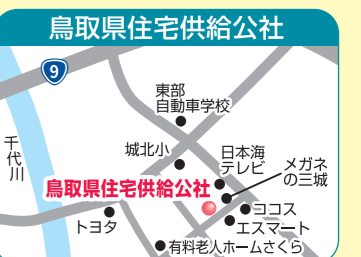 鳥取県住宅供給公社
9
東部
自動車学校
千代川
城北小
日本海
テレビ
メガネ
の三城
鳥取県住宅供給公社
ココス
トヨタ
エスマート
有料老人ホームさくら